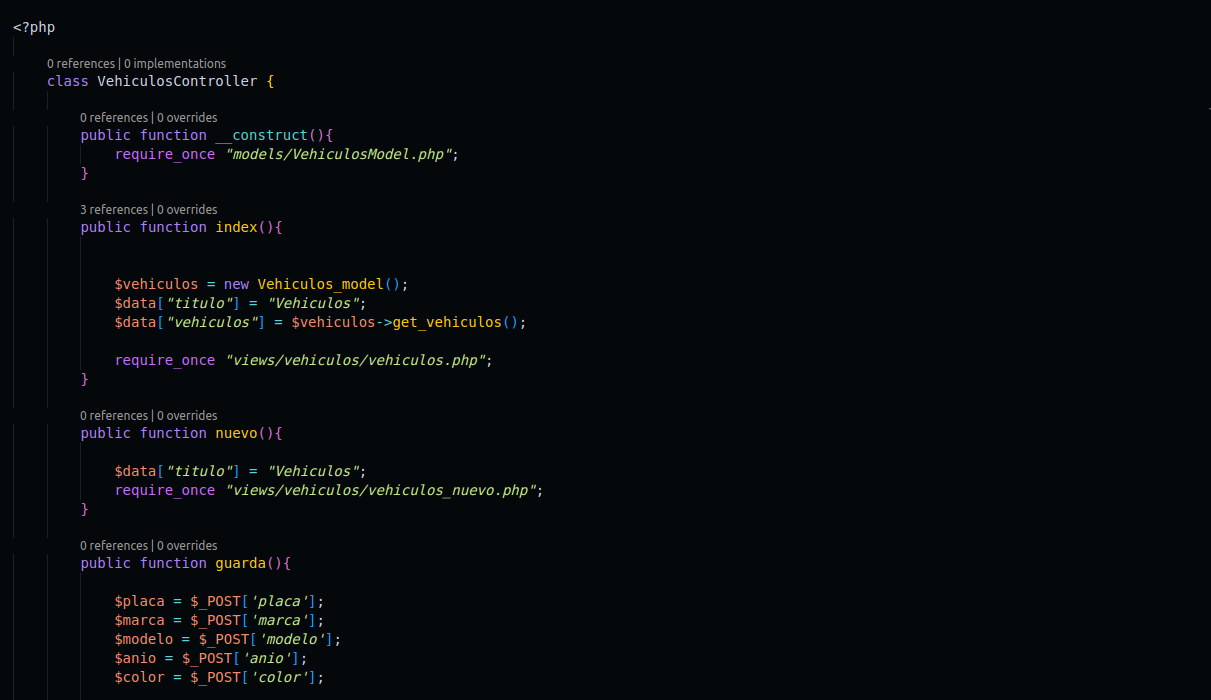 <?php
0 references | 0 implementations
class VehiculosController {
0 references | 0 overrides
public function __construct(){
require_once "models/VehiculosModel.php";
}
3 references | 0 overrides
public function index(){
$vehiculos = new Vehiculos_model();
$data["titulo"] = "Vehiculos";
$data["vehiculos"] = $vehiculos->get_vehiculos();
require_once "views/vehiculos/vehiculos.php";
}
0 references | 0 overrides
public function nuevo(){
$data["titulo"] = "Vehiculos";
require_once "views/vehiculos/vehiculos_nuevo.php";
}
0 references | 0 overrides
public function guarda(){
$placa = $_POST['placa'];
$marca = $_POST['marca'];
$modelo = $_POST['modelo'];
$anio = $_POST['anio'];
$color = $_POST['color'];